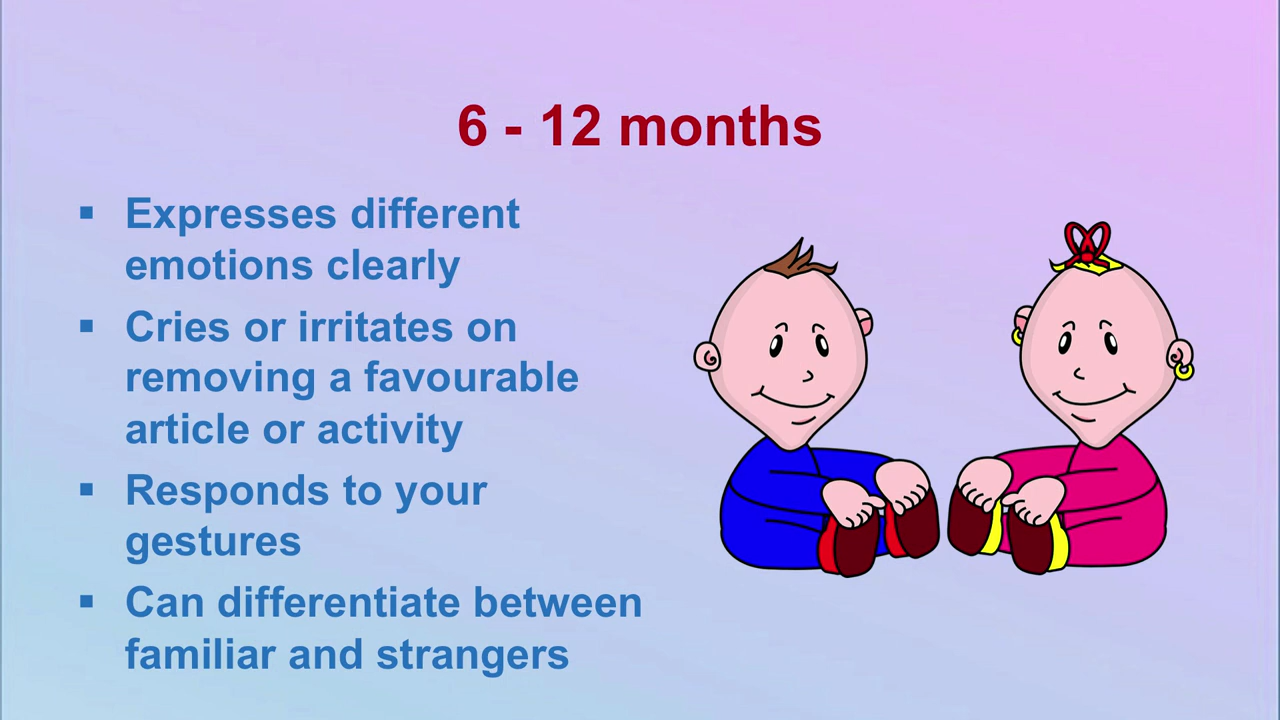 6 - 12 months
▪ Expresses different
emotions clearly
▪ Cries or irritates on
removing a favourable
article or activity
▪ Responds to your
gestures
▪ Can differentiate between
familiar and strangers